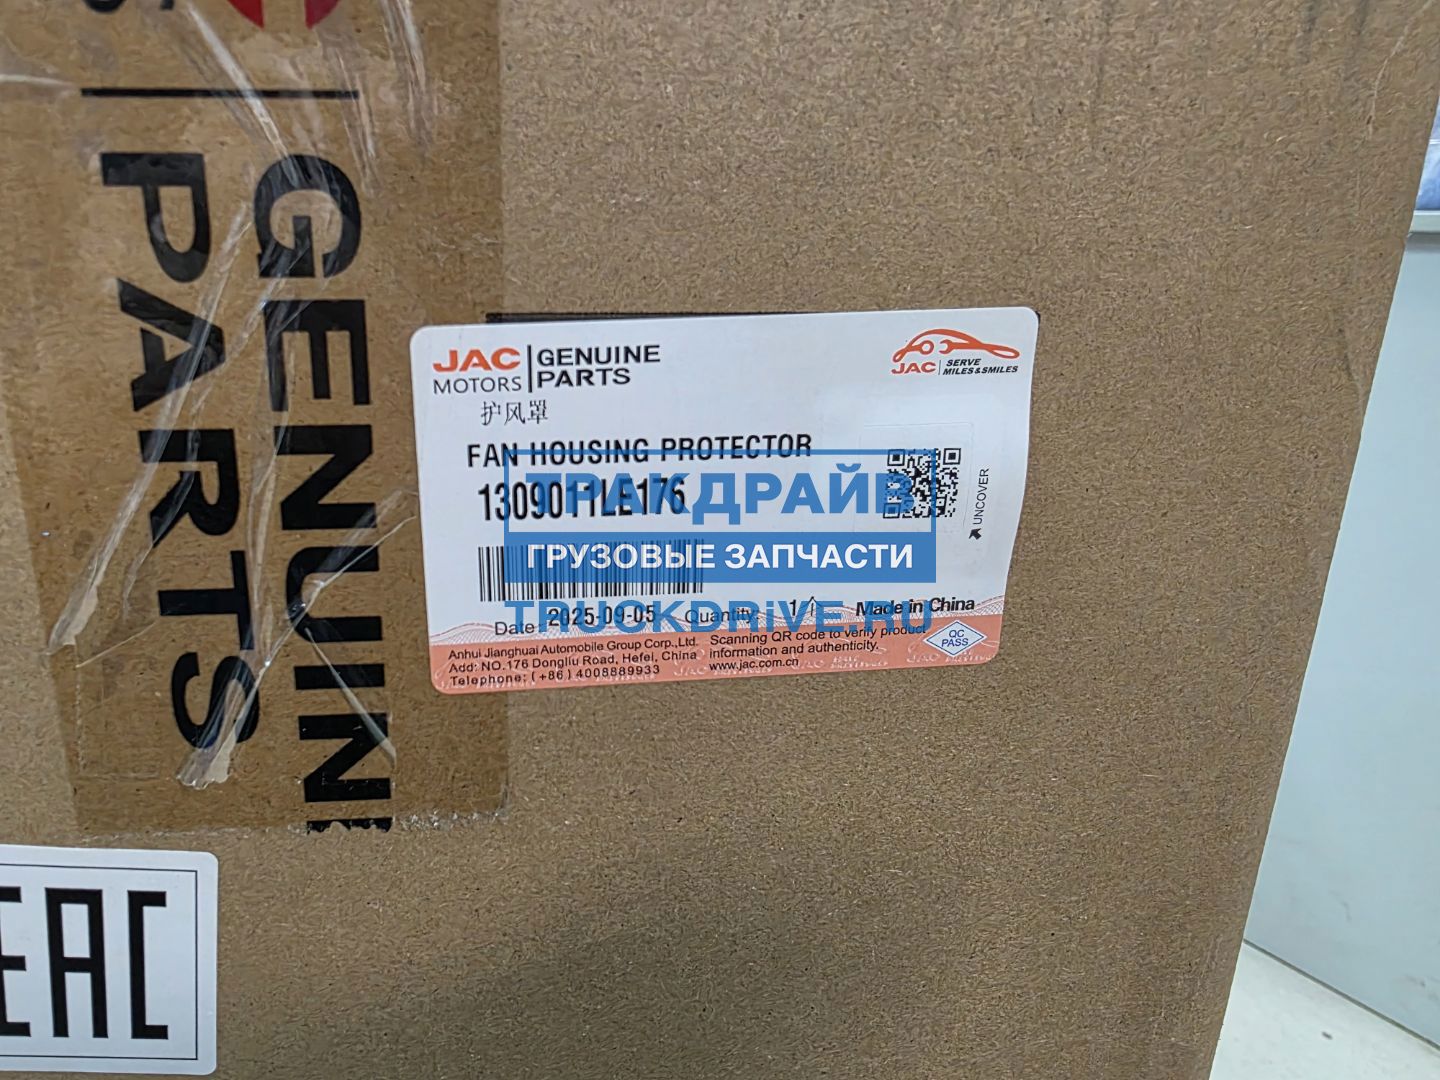 GENUINE
PARTS
JAC
MOTORS
GENUINE
PARTS
JAC
SERVE
MILES & SMILES
护风罩
FAN HOUSING PROTECTOR
1309011LE176
UNCOVER
ТРАКДРАЙВ
ГРУЗОВЫЕ ЗАПЧАСТИ
TRUCKDRiVE.RU
Date 2025-09-05 Quantity: 1/个 Made in China
Anhui Jianghuai Automobile Group Corp.,Ltd.
Add: NO.176 Dongliu Road, Hefei, China
Telephone: (+86) 4008889933
Scanning QR code to verify product
information and authenticity.
www.jac.com.cn
QC
PASS
EAC